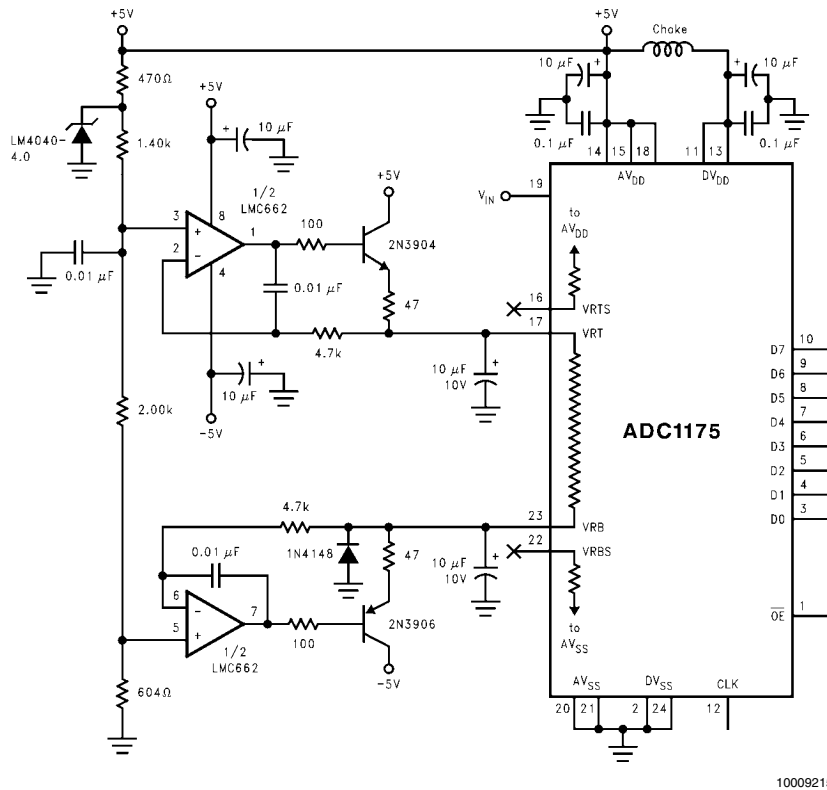 +5V
+5V
Choke
470Ω
+5V
10 μF
+
+
10 μF
LM4040-
4.0
1.40k
+
10 μF
0.1 μF
0.1 μF
14
15
18
11
13
AVDD
DVDD
1/2
LMC662
+5V
VIN
19
to
AVDD
3
+
8
1
100
2N3904
2
−
4
0.01 μF
0.01 μF
47
16
VRTS
17
VRT
4.7k
10 μF
10V
+
10 μF
+
−5V
2.00k
D7
10
D6
9
D5
8
D4
7
D3
6
D2
5
D1
4
D0
3
ADC1175
4.7k
23
VRB
22
VRBS
1N4148
47
10 μF
10V
+
0.01 μF
6
−
7
5
+
100
2N3906
1/2
LMC662
−5V
to
AVSS
OE
1
604Ω
AVSS
DVSS
CLK
20
21
2
24
12
1000921